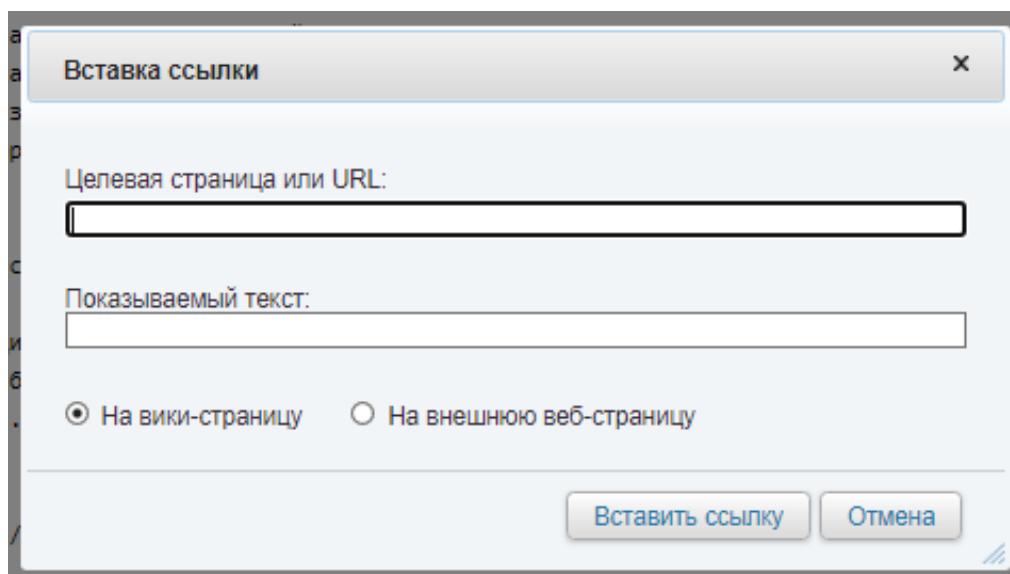 Вставка ссылки
Целевая страница или URL:
Показываемый текст:
На вики-страницу На внешнюю веб-страницу
Вставить ссылку Отмена